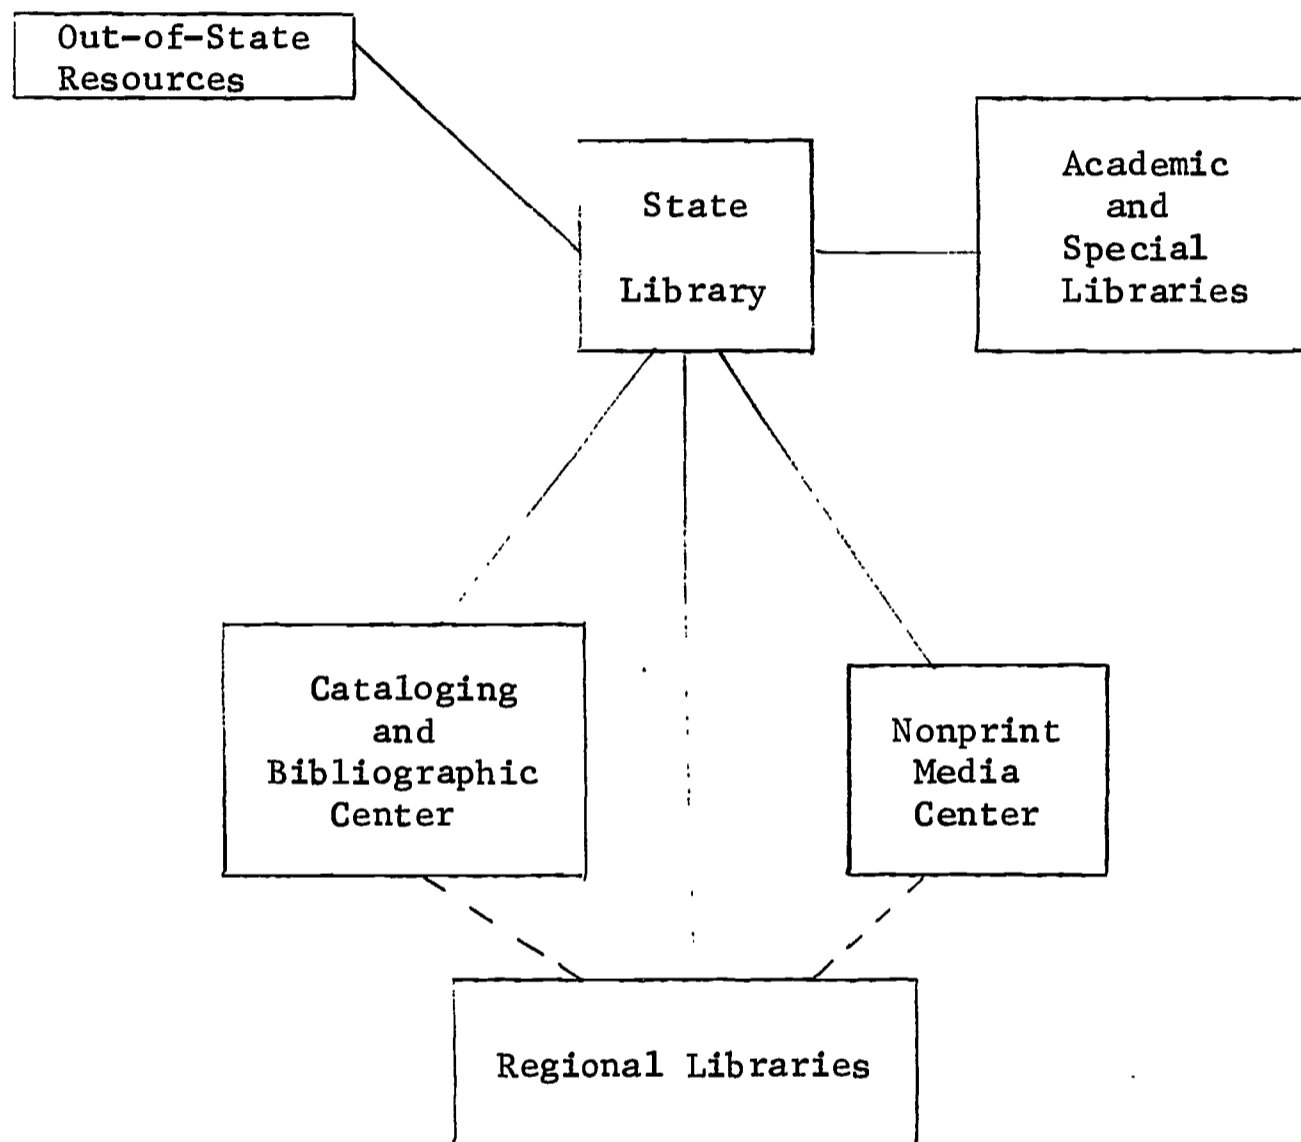 Out-of-State
Resources
State
Library
Academic
and
Special
Libraries
Cataloging
and
Bibliographic
Center
Nonprint
Media
Center
Regional Libraries